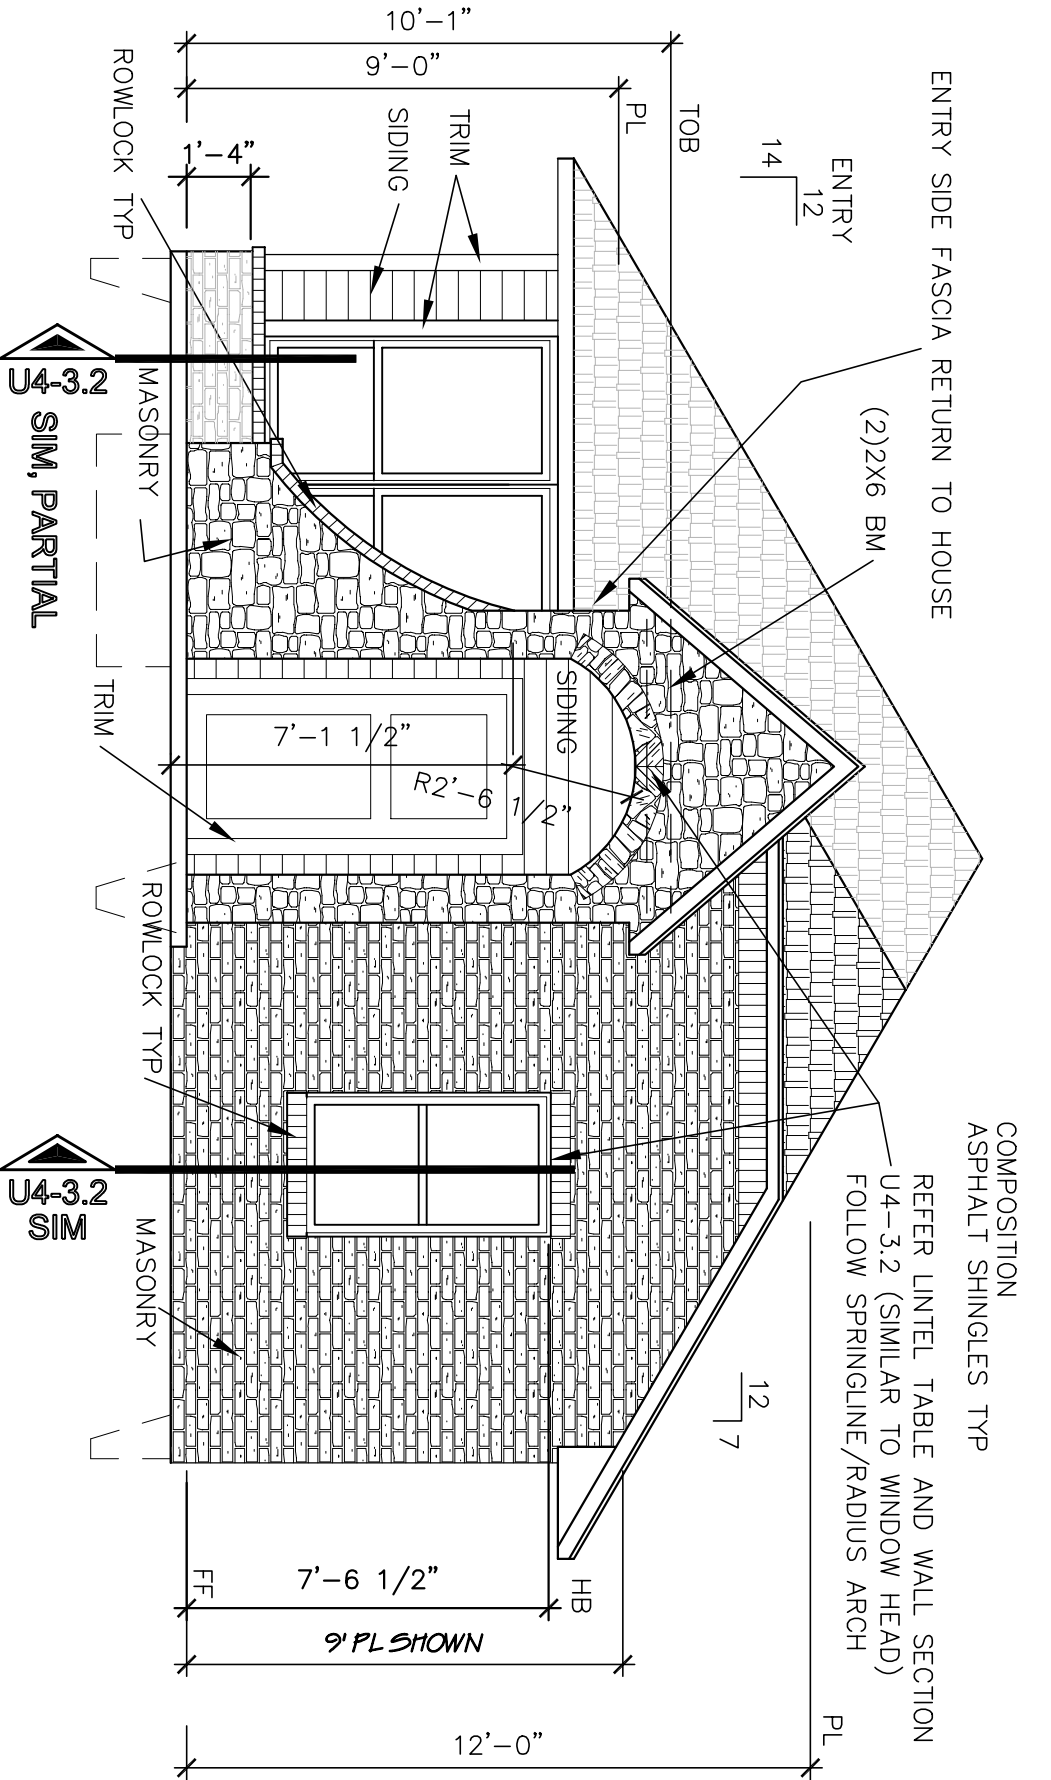 ENTRY SIDE FASCIA RETURN TO HOUSE
(2)2X6 BM
ENTRY
12
14
TOB
PL
10'-1"
9'-0"
TRIM
SIDING
1'-4"
ROWLOCK TYP
U4-3.2
SIM, PARTIAL
MASONRY
TRIM
SIDING
7'-1 1/2"
R2'-6 1/2"
ROWLOCK TYP
U4-3.2
SIM
MASONRY
COMPOSITION
ASPHALT SHINGLES TYP
REFER LINTEL TABLE AND WALL SECTION
U4-3.2 (SIMILAR TO WINDOW HEAD)
FOLLOW SPRINGLINE/RADIUS ARCH
12
7
PL
HB
FF
7'-6 1/2"
9' PL SHOWN
12'-0"